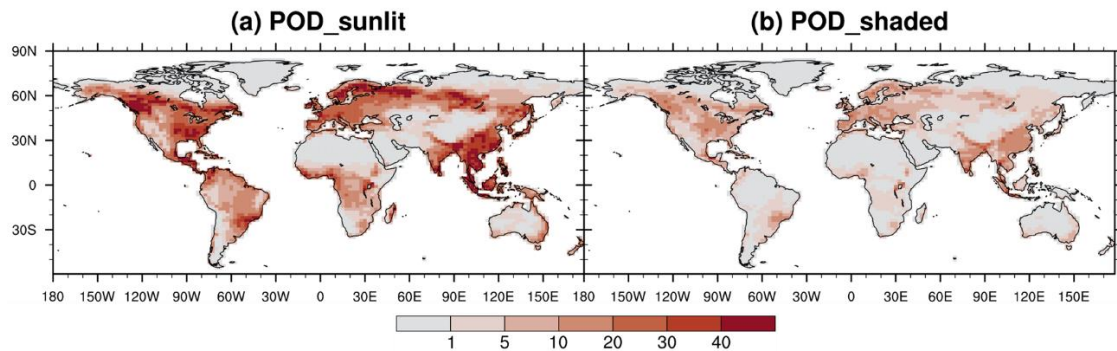 (a) POD_sunlit
(b) POD_shaded
90N
60N
30N
0
30S
180 150W 120W 90W 60W 30W 0 30E 60E 90E 120E 150E 180 150W 120W 90W 60W 30W 0 30E 60E 90E 120E 150E
1 5 10 20 30 40